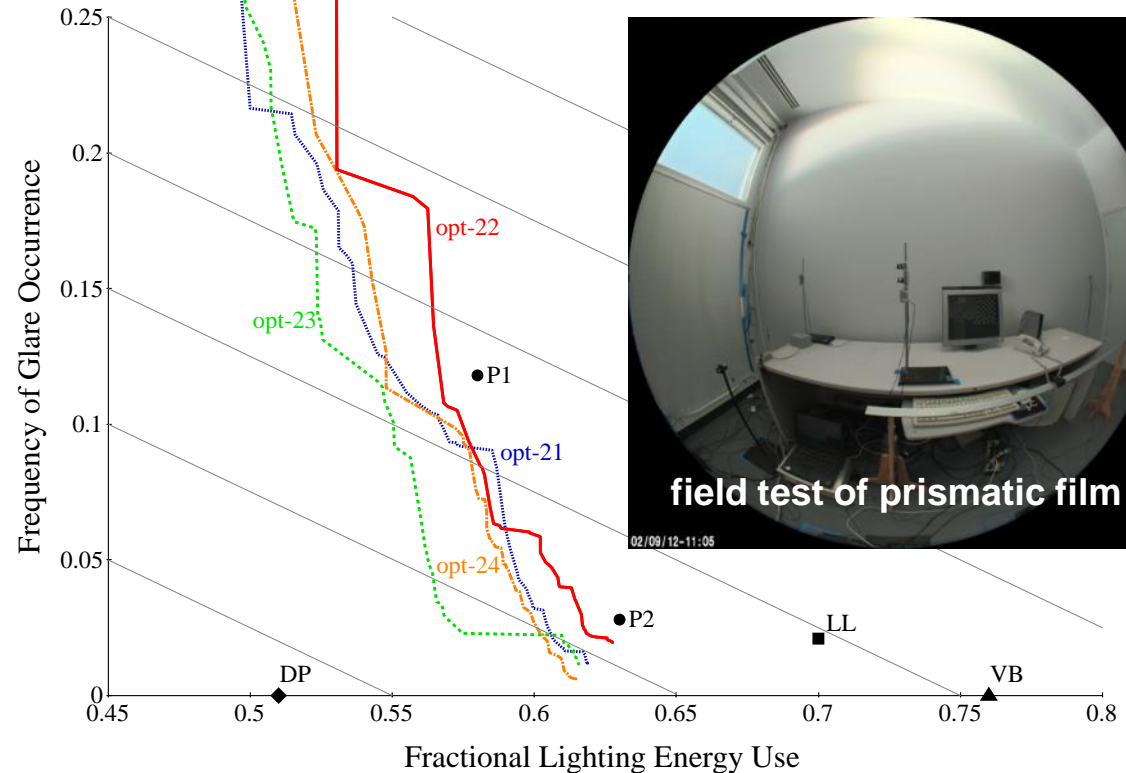 0.25
0.2
0.15
0.1
0.05
0
Frequency of Glare Occurrence
0.45
0.5
0.55
0.6
0.65
0.7
0.75
0.8
Fractional Lighting Energy Use
opt-22
opt-23
P1
opt-21
opt-24
P2
LL
DP
VB
field test of prismatic film
02/09/12-11:05